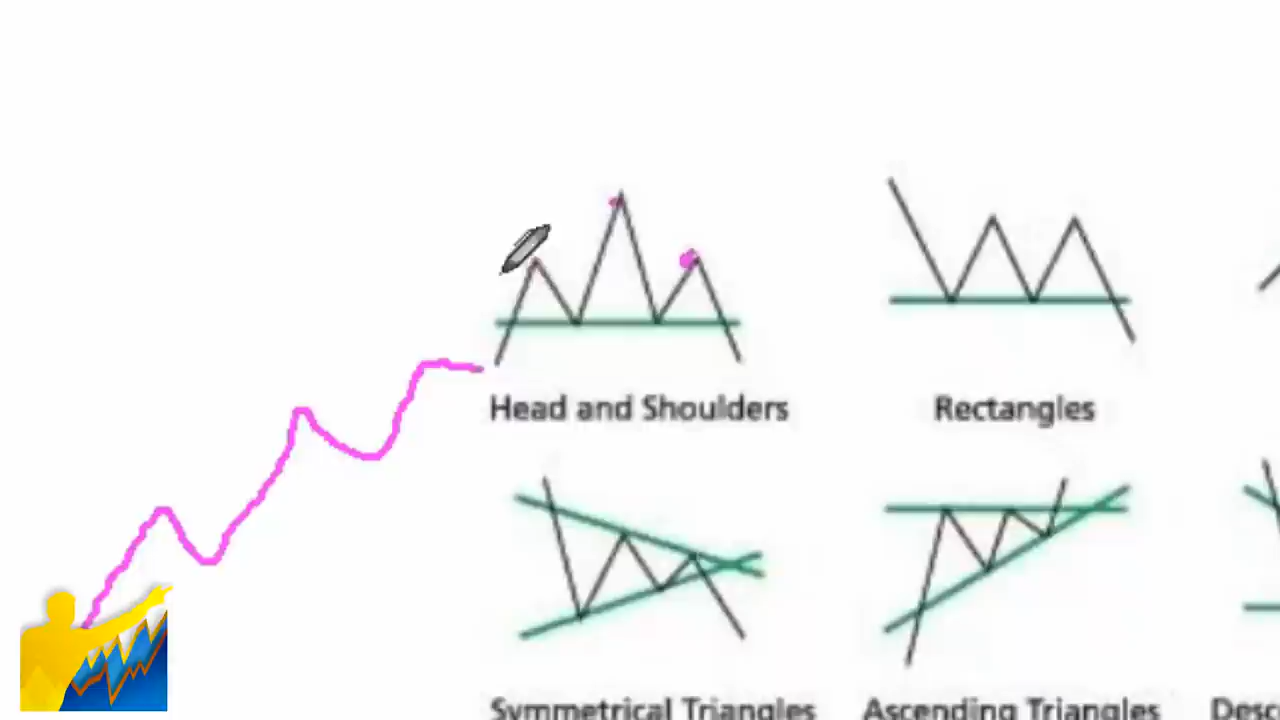 Head and Shoulders
Rectangles
Symmetrical Triangles
Ascending Triangles